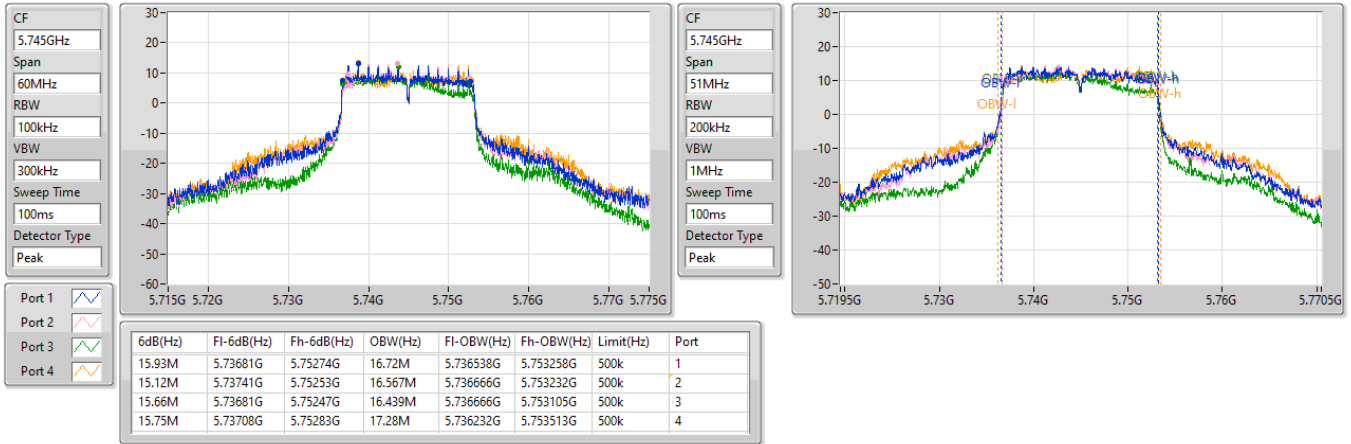 CF
5.745GHz
Span
60MHz
RBW
100kHz
VBW
300kHz
Sweep Time
100ms
Detector Type
Peak
30
20
10
0
-10
-20
-30
-40
-50
-60
5.715G 5.72G 5.73G 5.74G 5.75G 5.76G 5.77G 5.775G
CF
5.745GHz
Span
51MHz
RBW
200kHz
VBW
1MHz
Sweep Time
100ms
Detector Type
Peak
30
20
10
0
-10
-20
-30
-40
-50
OBW-l
OBW-h
OBW-l
OBW-h
5.7195G 5.73G 5.74G 5.75G 5.76G 5.7705G
Port 1
Port 2
Port 3
Port 4
6dB(Hz) Fl-6dB(Hz) Fh-6dB(Hz) OBW(Hz) Fl-OBW(Hz) Fh-OBW(Hz) Limit(Hz) Port
15.93M 5.73681G 5.75274G 16.72M 5.736538G 5.753258G 500k 1
15.12M 5.73741G 5.75253G 16.567M 5.736666G 5.753232G 500k 2
15.66M 5.73681G 5.75247G 16.439M 5.736666G 5.753105G 500k 3
15.75M 5.73708G 5.75283G 17.28M 5.736232G 5.753513G 500k 4